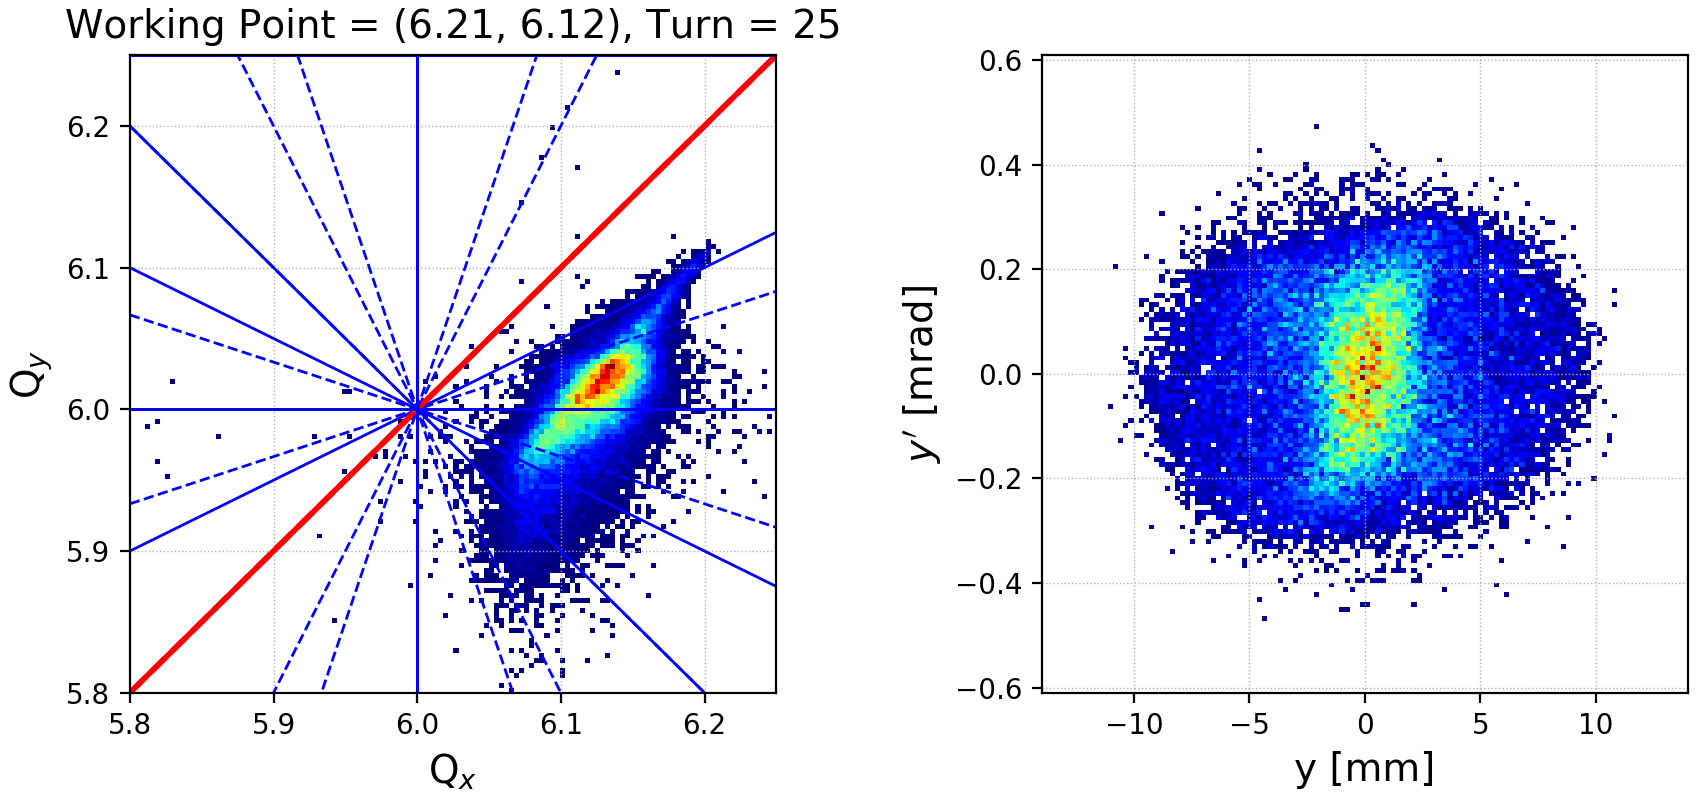 Working Point = (6.21, 6.12), Turn = 25
6.2
6.1
6.0
5.9
5.8
Q_y
5.8 5.9 6.0 6.1 6.2
Q_x
0.6
0.4
0.2
0.0
−0.2
−0.4
−0.6
y′ [mrad]
−10 −5 0 5 10
y [mm]